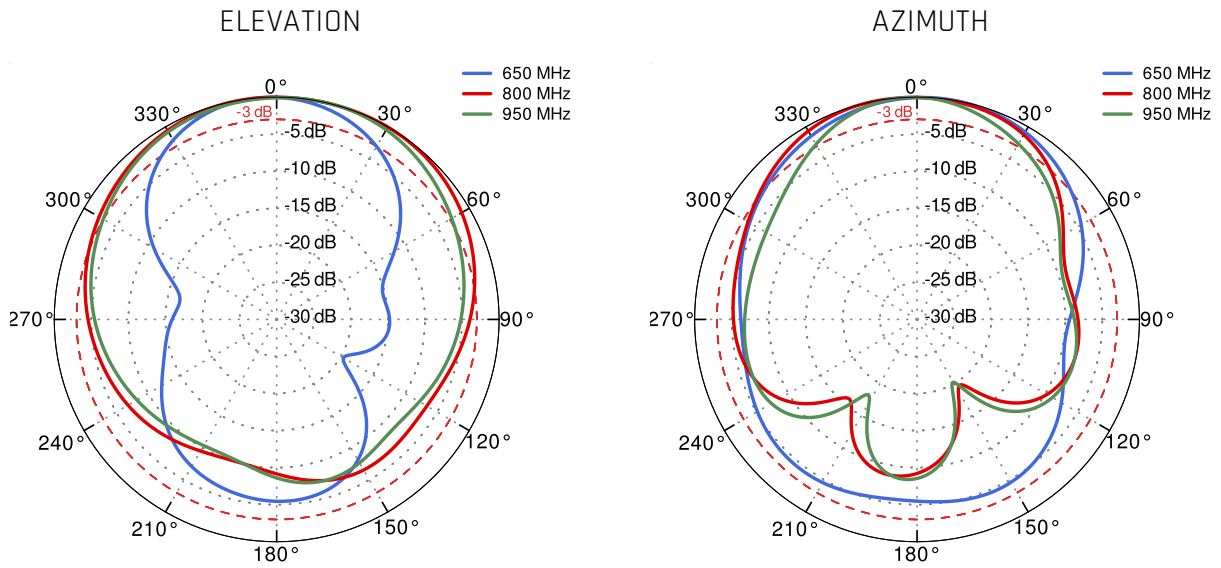 ELEVATION
650 MHz
800 MHz
950 MHz
0°
330°
30°
-3 dB
-5 dB
-10 dB
300°
60°
-15 dB
-20 dB
-25 dB
-30 dB
270°
90°
240°
120°
210°
150°
180°
AZIMUTH
650 MHz
800 MHz
950 MHz
0°
330°
30°
-3 dB
-5 dB
-10 dB
300°
60°
-15 dB
-20 dB
-25 dB
-30 dB
270°
90°
240°
120°
210°
150°
180°